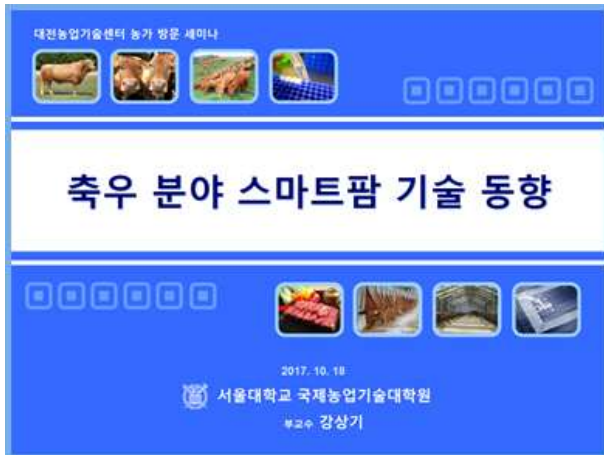 대전농업기술센터 농가 방문 세미나
축우 분야 스마트팜 기술 동향
2017. 10. 18
서울대학교 국제농업기술대학원
부교수 강상기